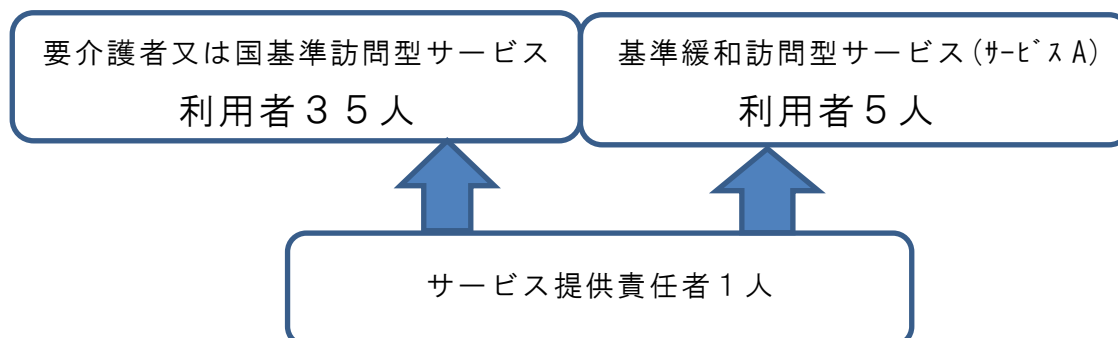 要介護者又は国基準訪問型サービス
利用者３５人
基準緩和訪問型サービス(ｻｰﾋﾞｽA)
利用者５人
サービス提供責任者１人